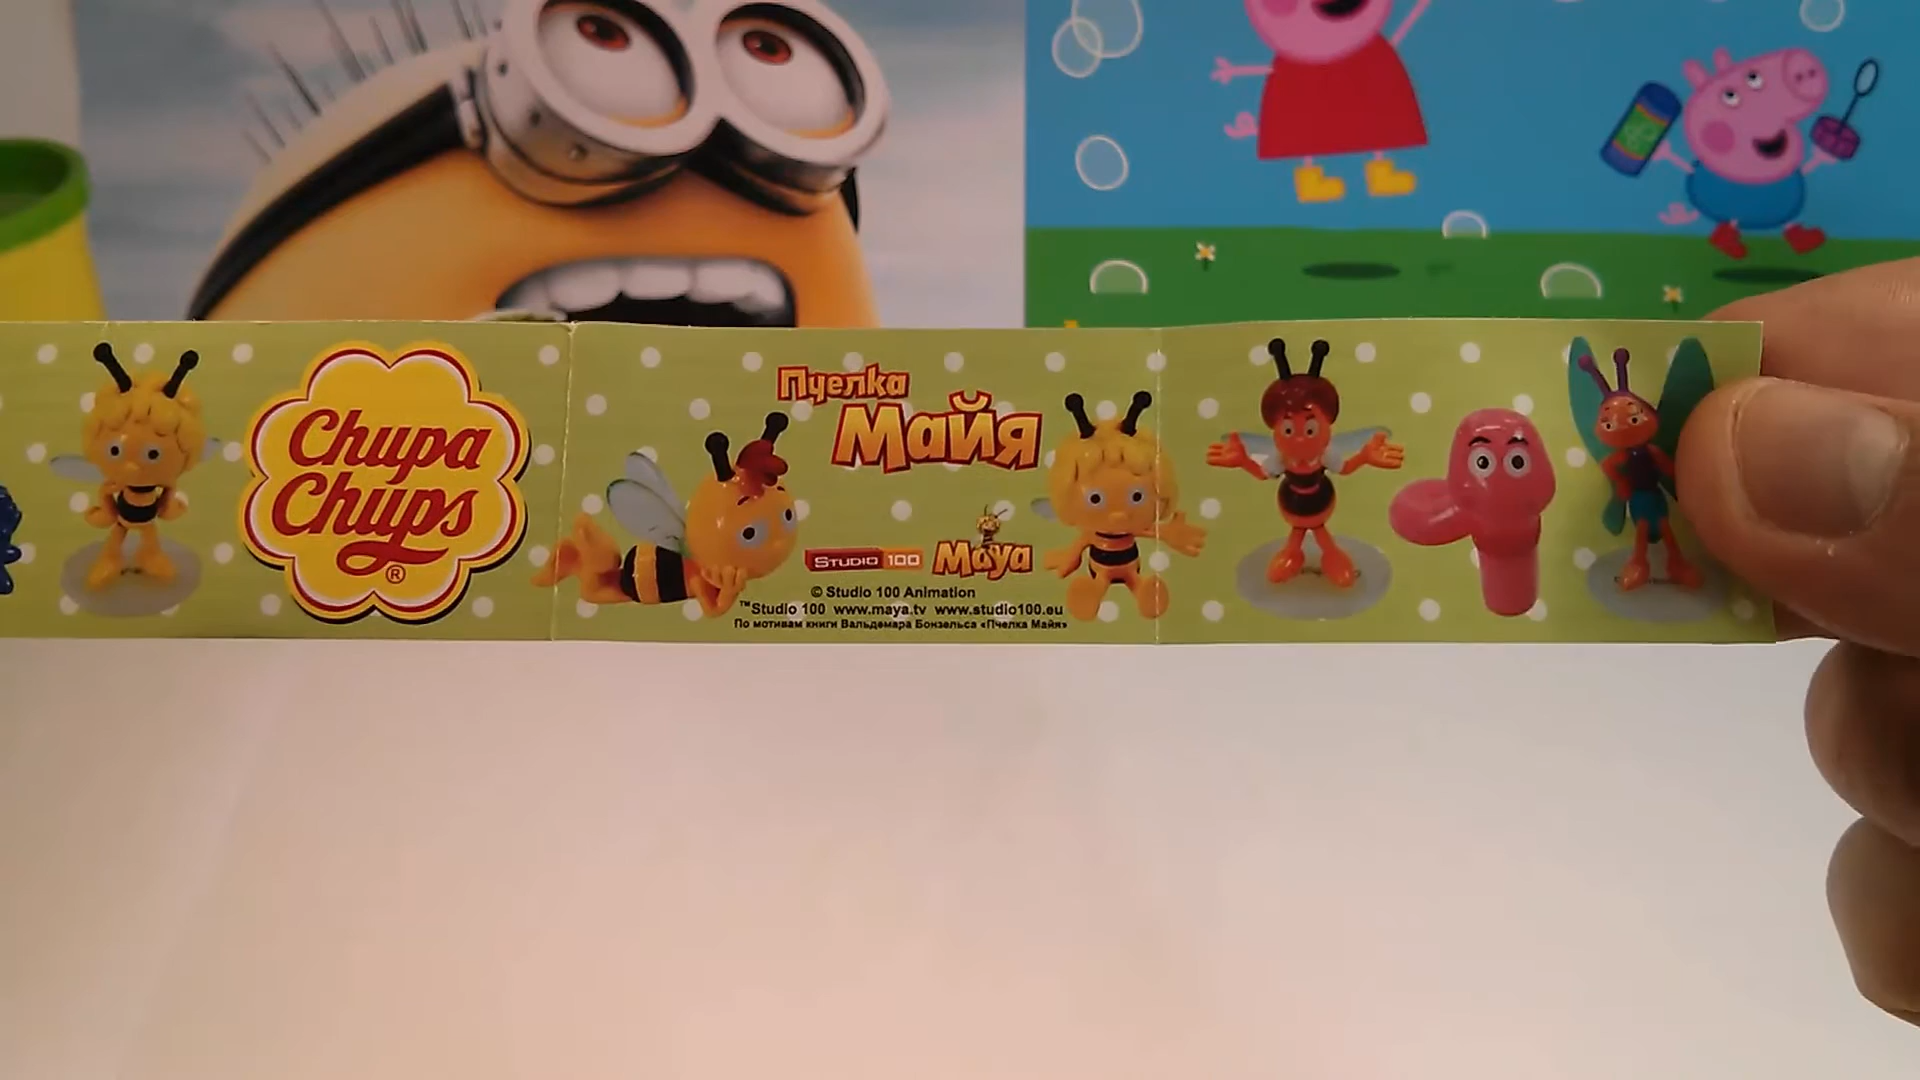 Chupa
Chups
®
Пчелка
Майя
STUDIO 100
Maya
© Studio 100 Animation
™Studio 100 www.maya.tv www.studio100.eu
По мотивам книги Вальдемара Бонзельса «Пчелка Майя»